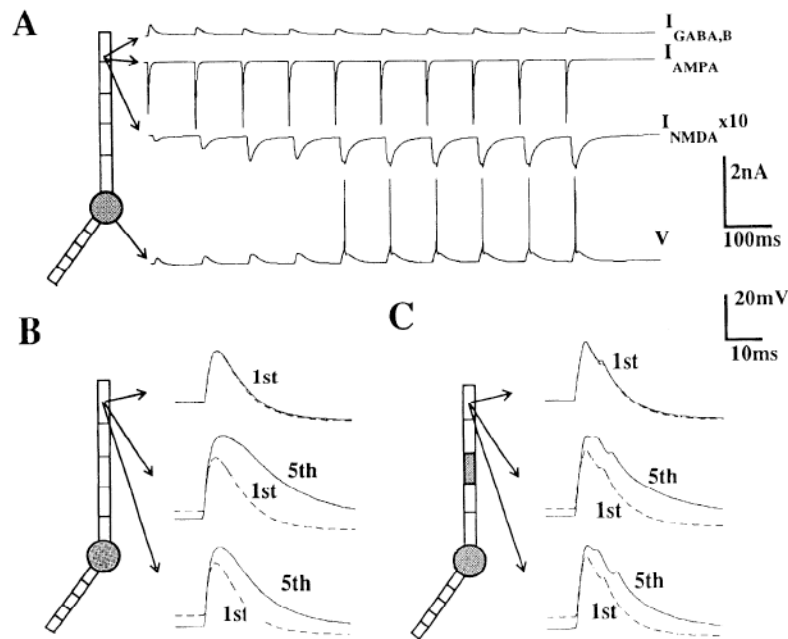 A
I GABA,B
I AMPA
I NMDA x10
2nA
100ms
V
20mV
10ms
B
C
1st
1st
5th
5th
1st
1st
5th
5th
1st
1st